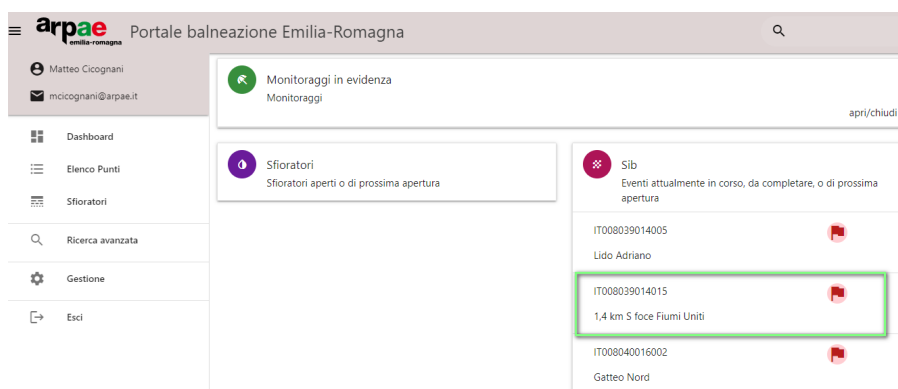 arpae
emilia-romagna
Portale balneazione Emilia-Romagna
Matteo Cicognani
mcicognani@arpae.it
Dashboard
Elenco Punti
Sfioratori
Ricerca avanzata
Gestione
Esci
Monitoraggi in evidenza
Monitoraggi
apri/chiudi
Sfioratori
Sfioratori aperti o di prossima apertura
Sib
Eventi attualmente in corso, da completare, o di prossima
apertura
IT008039014005
Lido Adriano
IT008039014015
1,4 km S foce Fiumi Uniti
IT008040016002
Gatteo Nord